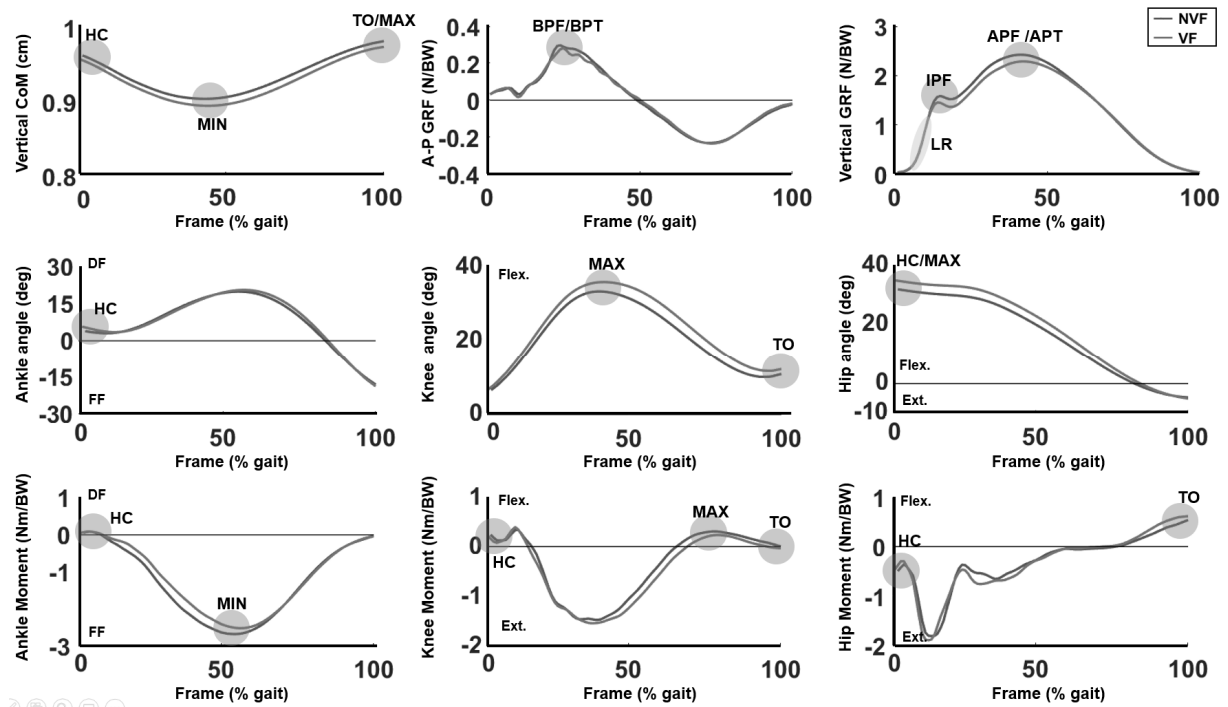 NVF
VF
1
0.9
0.8
Vertical CoM (cm)
HC
MIN
TO/MAX
0
50
100
Frame (% gait)
0.4
0.2
0
-0.2
-0.4
A-P GRF (N/BW)
BPF/BPT
0
50
100
Frame (% gait)
3
2
1
0
Vertical GRF (N/BW)
APF /APT
IPF
LR
50
100
Frame (% gait)
30
15
0
-15
-30
Ankle angle (deg)
DF
HC
FF
0
50
100
Frame (% gait)
40
20
0
Knee angle (deg)
Flex.
MAX
TO
0
50
100
Frame (% gait)
40
20
0
-10
Hip angle (deg)
HC/MAX
Flex.
Ext.
0
50
100
Frame (% gait)
1
0
-1
-3
Ankle Moment (Nm/BW)
DF
HC
MIN
FF
0
50
100
Frame (% gait)
1
0
-1
-2
Knee Moment (Nm/BW)
Flex.
HC
MAX
TO
Ext.
0
50
100
Frame (% gait)
1
0
-1
-2
Hip Moment (Nm/BW)
Flex.
HC
TO
Ext.
0
50
100
Frame (% gait)